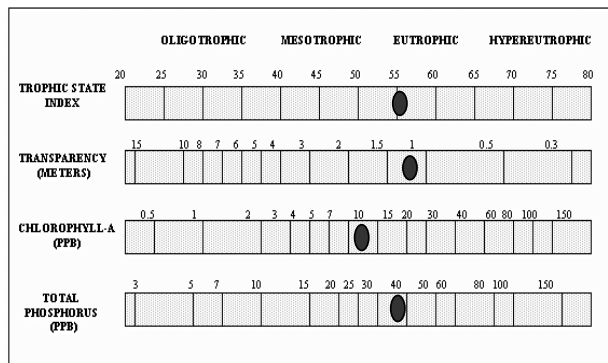 OLIGOTROPHIC MESOTROPHIC EUTROPHIC HYPEREUTROPHIC
20 25 30 35 40 45 50 55 60 65 70 75 80
TROPHIC STATE
INDEX
15 10 8 7 6 5 4 3 2 1.5 1 0.5 0.3
TRANSPARENCY
(METERS)
0.5 1 2 3 4 5 7 10 15 20 30 40 60 80 100 150
CHLOROPHYLL-A
(PPB)
3 5 7 10 15 20 25 30 40 50 60 80 100 150
TOTAL
PHOSPHORUS
(PPB)